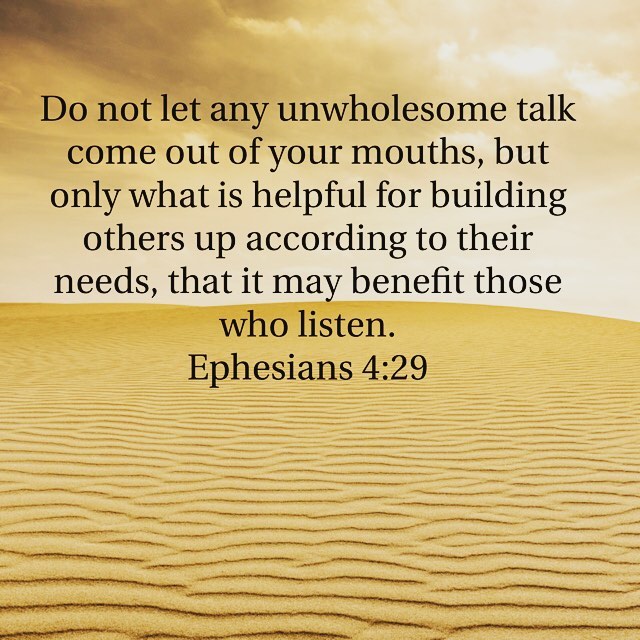 Do not let any unwholesome talk
come out of your mouths, but
only what is helpful for building
others up according to their
needs, that it may benefit those
who listen.
Ephesians 4:29